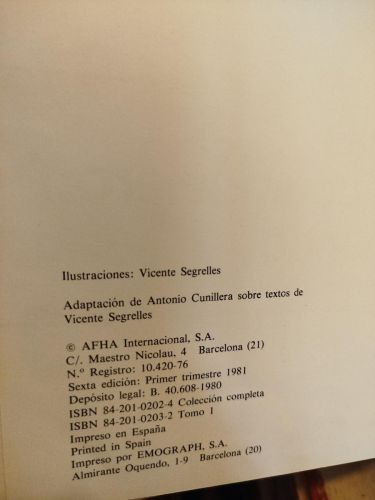 Ilustraciones: Vicente Segrelles
Adaptación de Antonio Cunillera sobre textos de
Vicente Segrelles
© AFHA Internacional, S.A.
C/. Maestro Nicolau, 4 Barcelona (21)
N.º Registro: 10.420-76
Sexta edición: Primer trimestre 1981
Depósito legal: B. 40.608-1980
ISBN 84-201-0202-4 Colección completa
ISBN 84-201-0203-2 Tomo 1
Impreso en España
Printed in Spain
Impreso por EMOGRAPH, S.A.
Almirante Oquendo, 1-9 Barcelona (20)